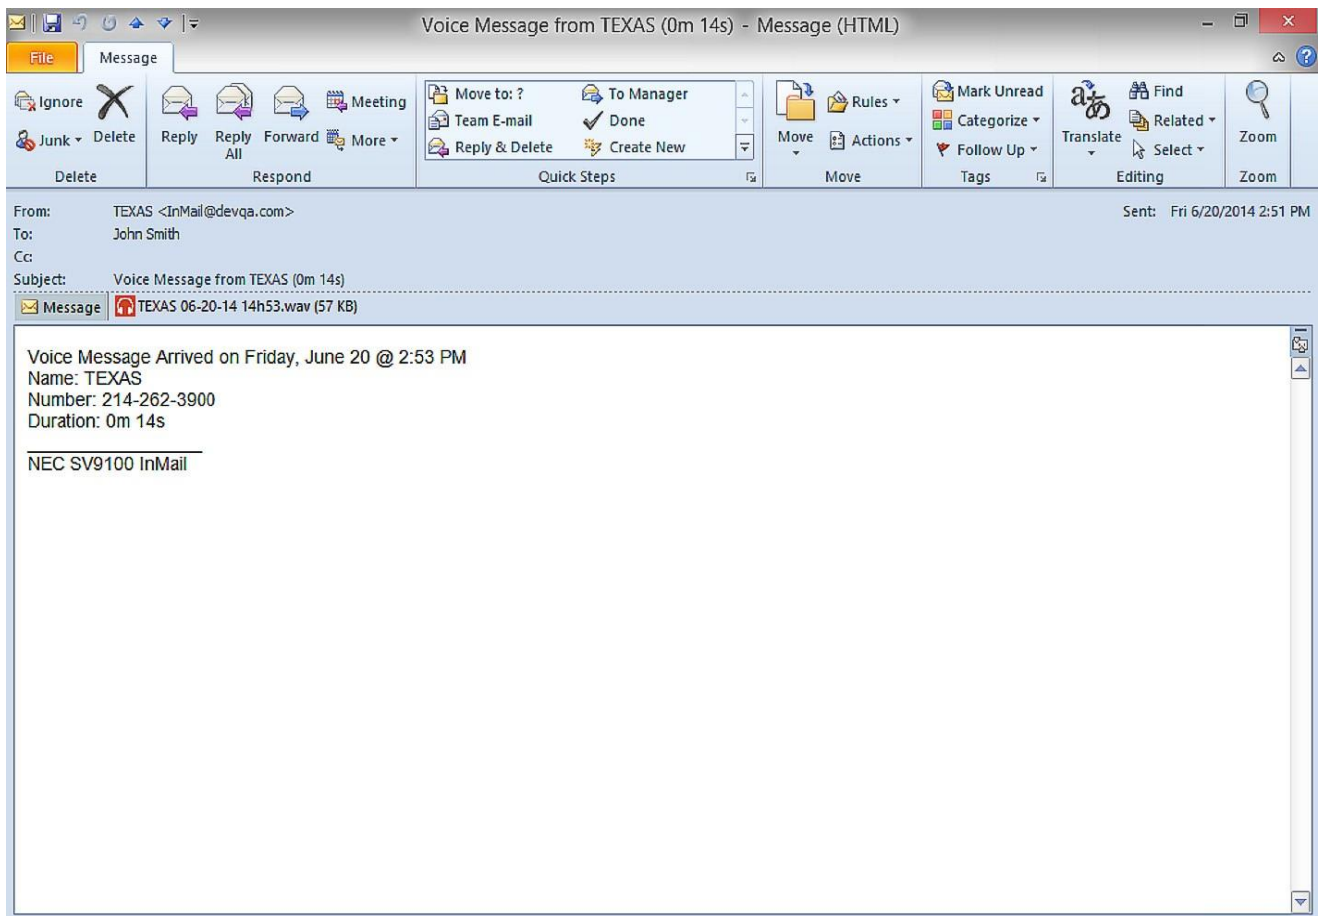 Voice Message from TEXAS (0m 14s) - Message (HTML)
File Message
Ignore
Junk
Delete
Reply
Reply All
Forward
Meeting
More
Move to: ?
Team E-mail
Reply & Delete
To Manager
Done
Create New
Move
Rules
Actions
Mark Unread
Categorize
Follow Up
Translate
Find
Related
Select
Zoom
Delete Respond Quick Steps Move Tags Editing Zoom
From: TEXAS <InMail@devqa.com> Sent: Fri 6/20/2014 2:51 PM
To: John Smith
Cc:
Subject: Voice Message from TEXAS (0m 14s)
Message TEXAS 06-20-14 14h53.wav (57 KB)
Voice Message Arrived on Friday, June 20 @ 2:53 PM
Name: TEXAS
Number: 214-262-3900
Duration: 0m 14s
NEC SV9100 InMail